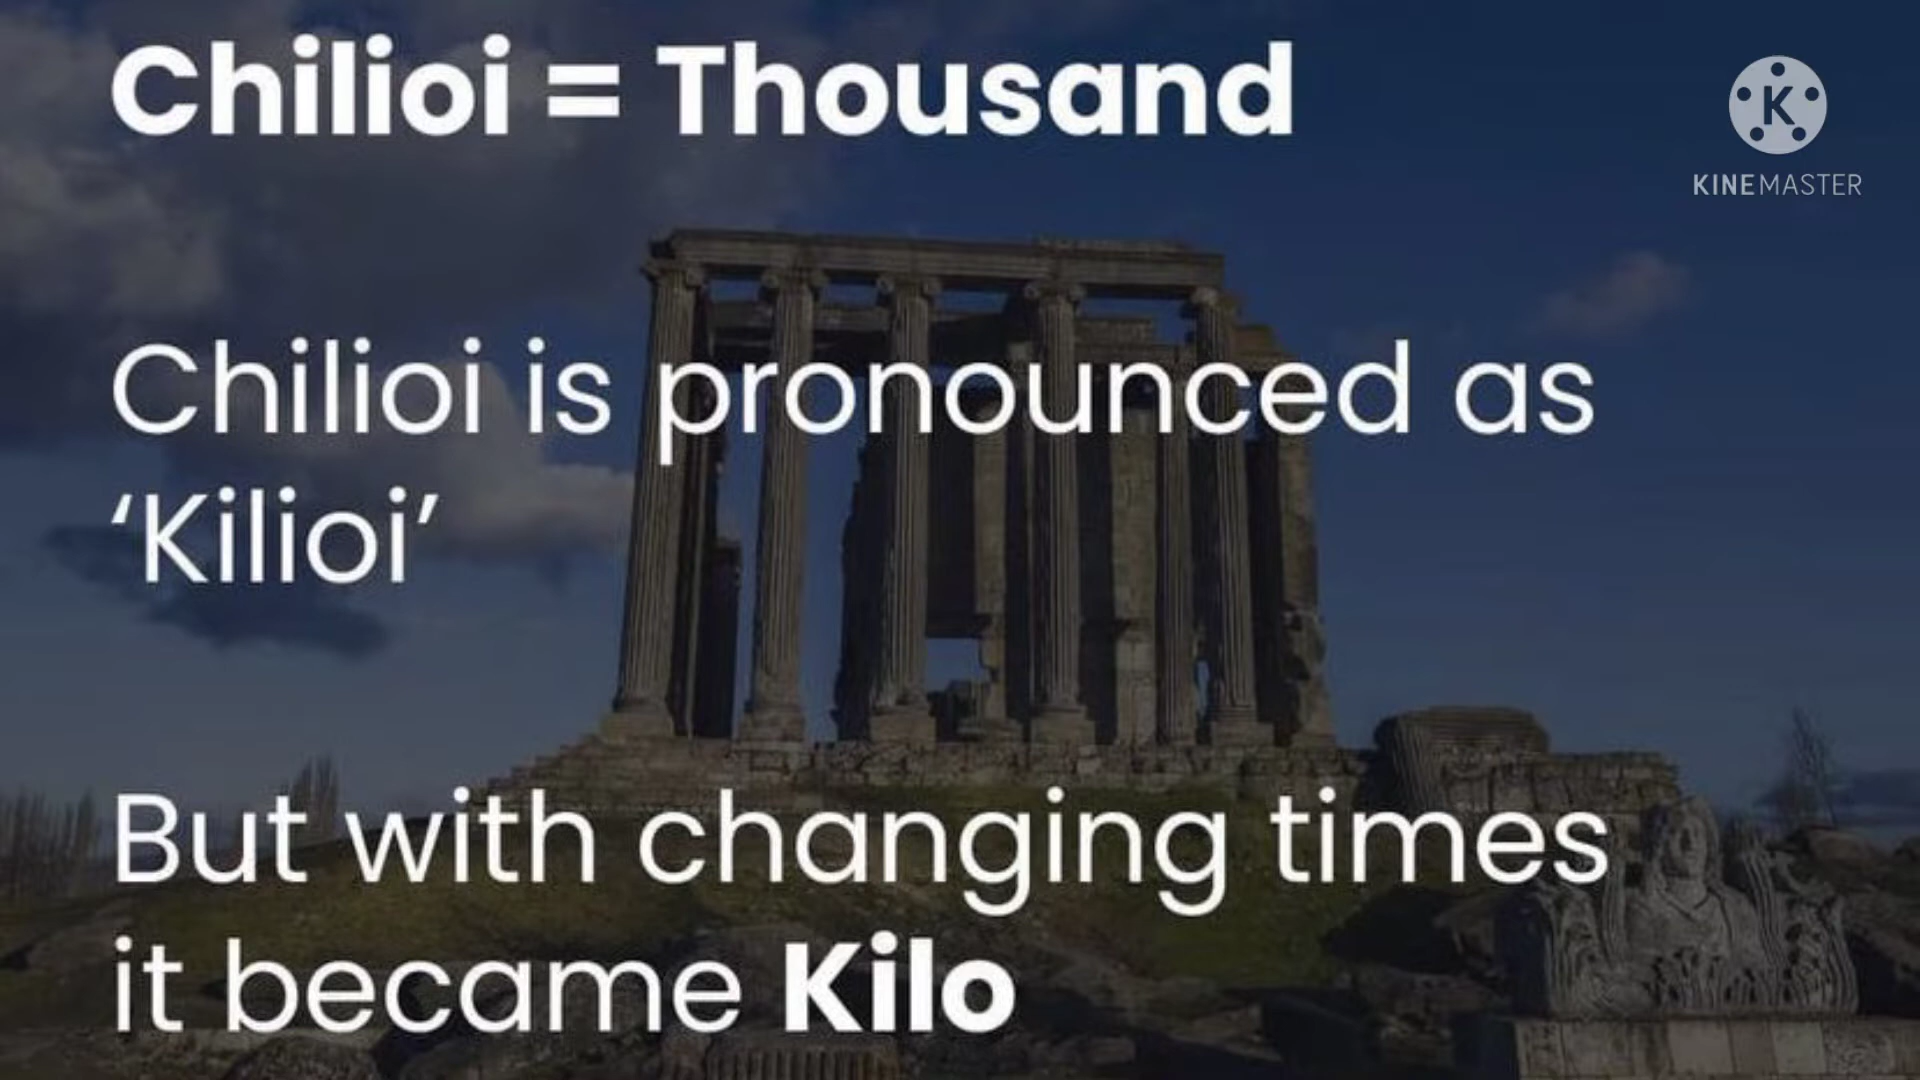 Chilioi = Thousand
K
KINEMASTER
Chilioi is pronounced as
‘Kilioi’
But with changing times
it became Kilo